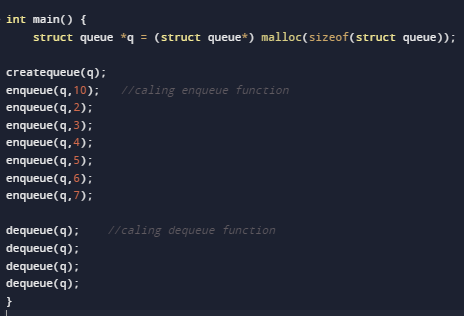 int main() {
struct queue *q = (struct queue*) malloc(sizeof(struct queue));
createqueue(q);
enqueue(q,10); //caling enqueue function
enqueue(q,2);
enqueue(q,3);
enqueue(q,4);
enqueue(q,5);
enqueue(q,6);
enqueue(q,7);
dequeue(q); //caling dequeue function
dequeue(q);
dequeue(q);
dequeue(q);
}